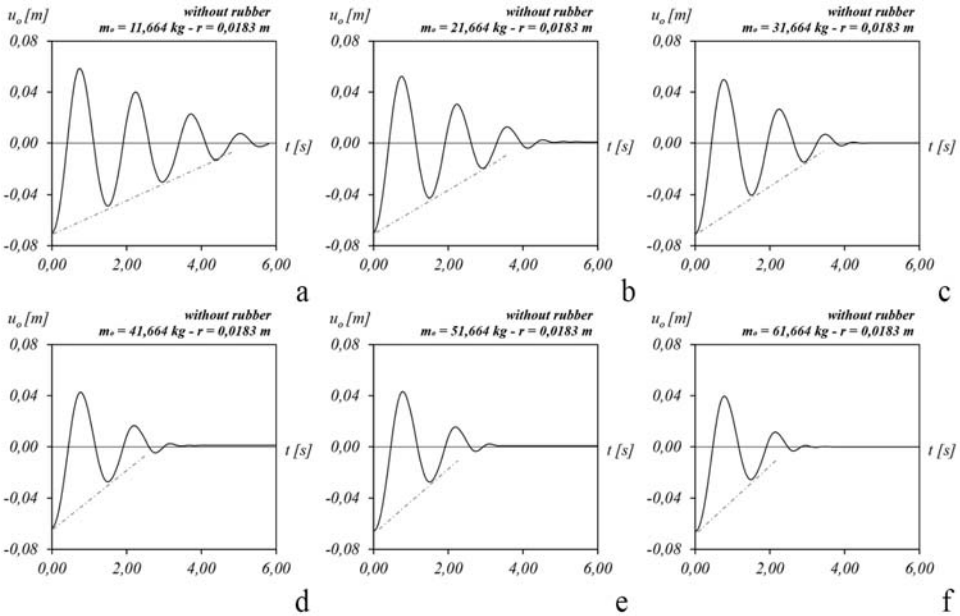 uₒ [m] without rubber
mₒ = 11,664 kg - r = 0,0183 m
0,08
0,04
0,00
-0,04
-0,08
t [s]
0,00 2,00 4,00 6,00
a
uₒ [m] without rubber
mₒ = 21,664 kg - r = 0,0183 m
0,08
0,04
0,00
-0,04
-0,08
t [s]
0,00 2,00 4,00 6,00
b
uₒ [m] without rubber
mₒ = 31,664 kg - r = 0,0183 m
0,08
0,04
0,00
-0,04
-0,08
t [s]
0,00 2,00 4,00 6,00
c
uₒ [m] without rubber
mₒ = 41,664 kg - r = 0,0183 m
0,08
0,04
0,00
-0,04
-0,08
t [s]
0,00 2,00 4,00 6,00
d
uₒ [m] without rubber
mₒ = 51,664 kg - r = 0,0183 m
0,08
0,04
0,00
-0,04
-0,08
t [s]
0,00 2,00 4,00 6,00
e
uₒ [m] without rubber
mₒ = 61,664 kg - r = 0,0183 m
0,08
0,04
0,00
-0,04
-0,08
t [s]
0,00 2,00 4,00 6,00
f